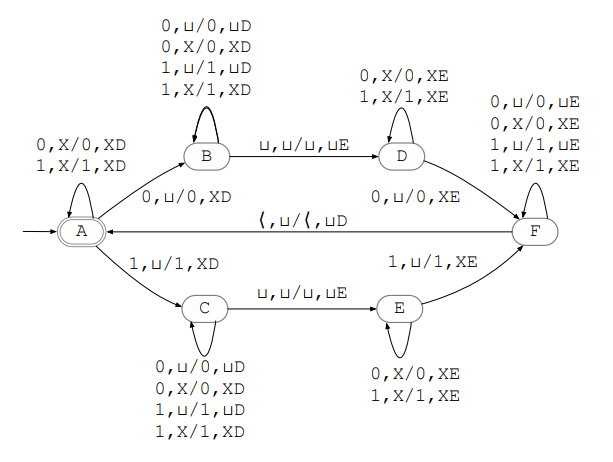 0,⊔/0,⊔D
0,X/0,XD
1,⊔/1,⊔D
1,X/1,XD
0,X/0,XE
1,X/1,XE
0,⊔/0,⊔E
0,X/0,XE
1,⊔/1,⊔E
1,X/1,XE
0,X/0,XD
1,X/1,XD
B
⊔,⊔/⊔,⊔E
D
0,⊔/0,XD
0,⊔/0,XE
A
⟨,⊔/⟨,⊔D
F
1,⊔/1,XD
1,⊔/1,XE
C
⊔,⊔/⊔,⊔E
E
0,⊔/0,⊔D
0,X/0,XD
1,⊔/1,⊔D
1,X/1,XD
0,X/0,XE
1,X/1,XE